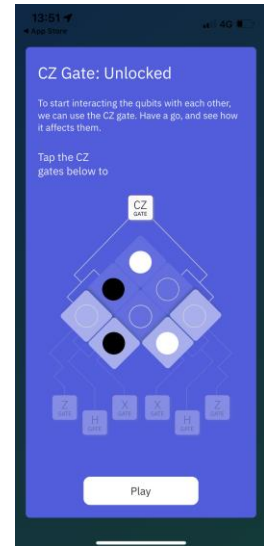 13:51
4G
◀ App Store
CZ Gate: Unlocked
To start interacting the qubits with each other,
we can use the CZ gate. Have a go, and see how
it affects them.
Tap the CZ
gates below to
CZ
GATE
Z
GATE
H
GATE
X
GATE
X
GATE
H
GATE
Z
GATE
Play